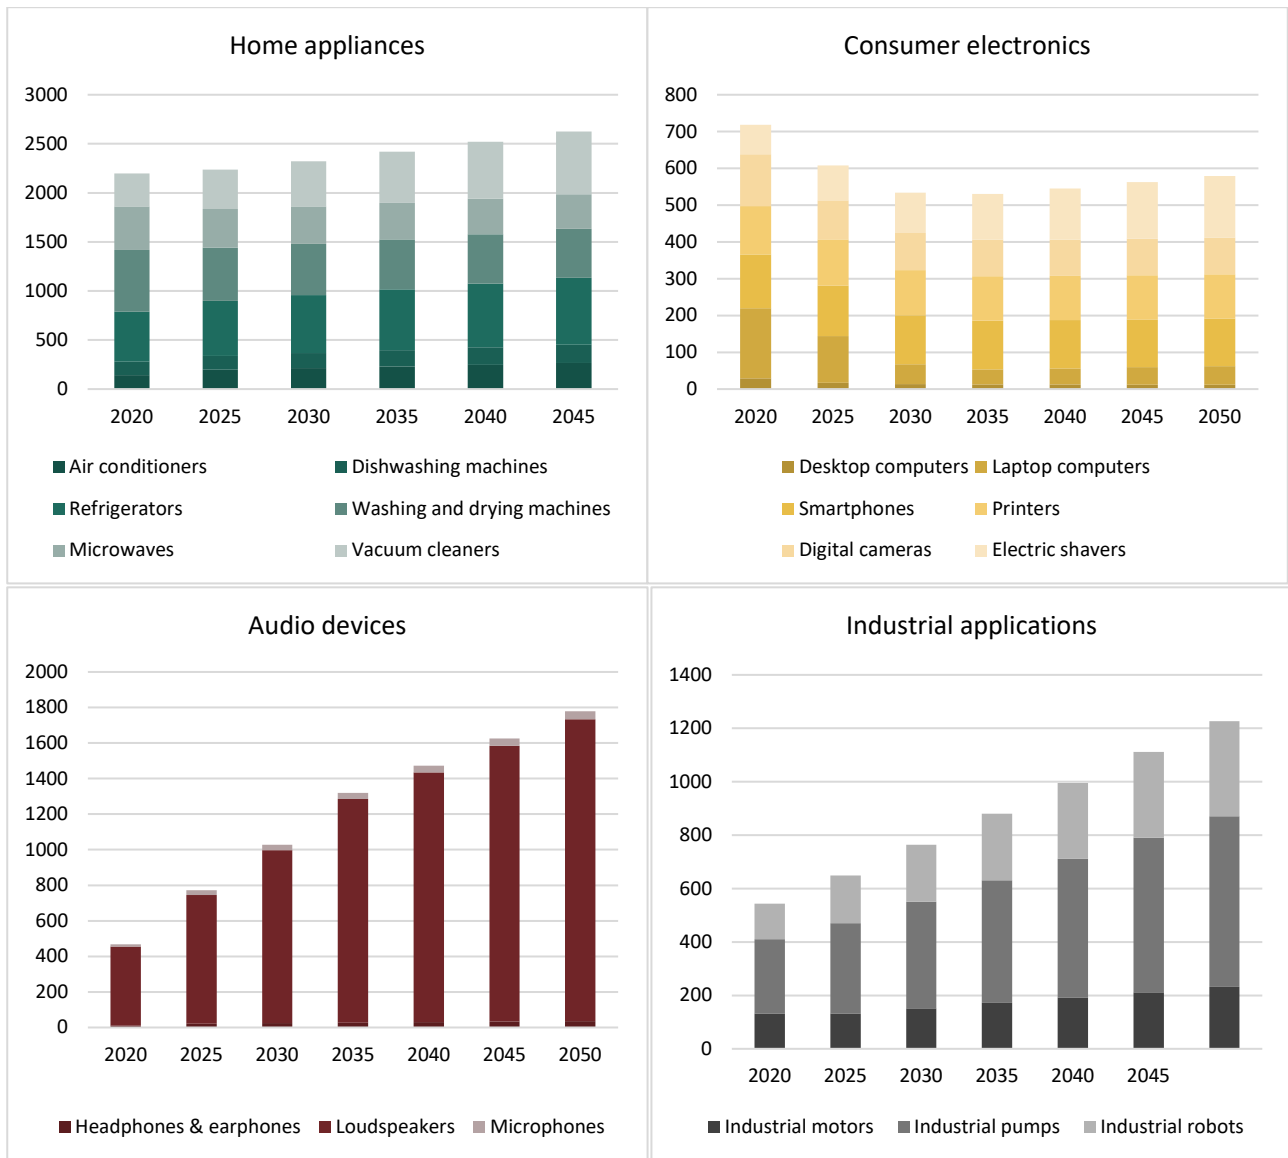 Home appliances
3000
2500
2000
1500
1000
500
0
2020 2025 2030 2035 2040 2045
Air conditioners Dishwashing machines
Refrigerators Washing and drying machines
Microwaves Vacuum cleaners
Consumer electronics
800
700
600
500
400
300
200
100
0
2020 2025 2030 2035 2040 2045 2050
Desktop computers Laptop computers
Smartphones Printers
Digital cameras Electric shavers
Audio devices
2000
1800
1600
1400
1200
1000
800
600
400
200
0
2020 2025 2030 2035 2040 2045 2050
Headphones & earphones Loudspeakers Microphones
Industrial applications
1400
1200
1000
800
600
400
200
0
2020 2025 2030 2035 2040 2045
Industrial motors Industrial pumps Industrial robots